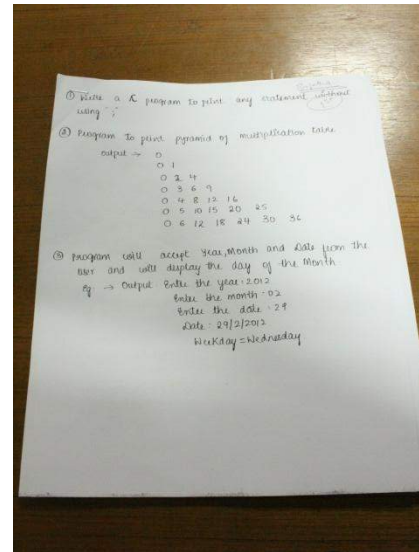 ① Write a C program to print any statement without
using ";"
② Program To print pyramid of multiplication table
output → 0
0 1
0 2 4
0 3 6 9
0 4 8 12 16
0 5 10 15 20 25
0 6 12 18 24 30 36
③ Program will accept Year, Month and Date from the
user and will display the day of the Month.
Eg → Output Enter the year : 2012
Enter the month : 02
Enter the date : 29
Date : 29/2/2012
Weekday = Wednesday.